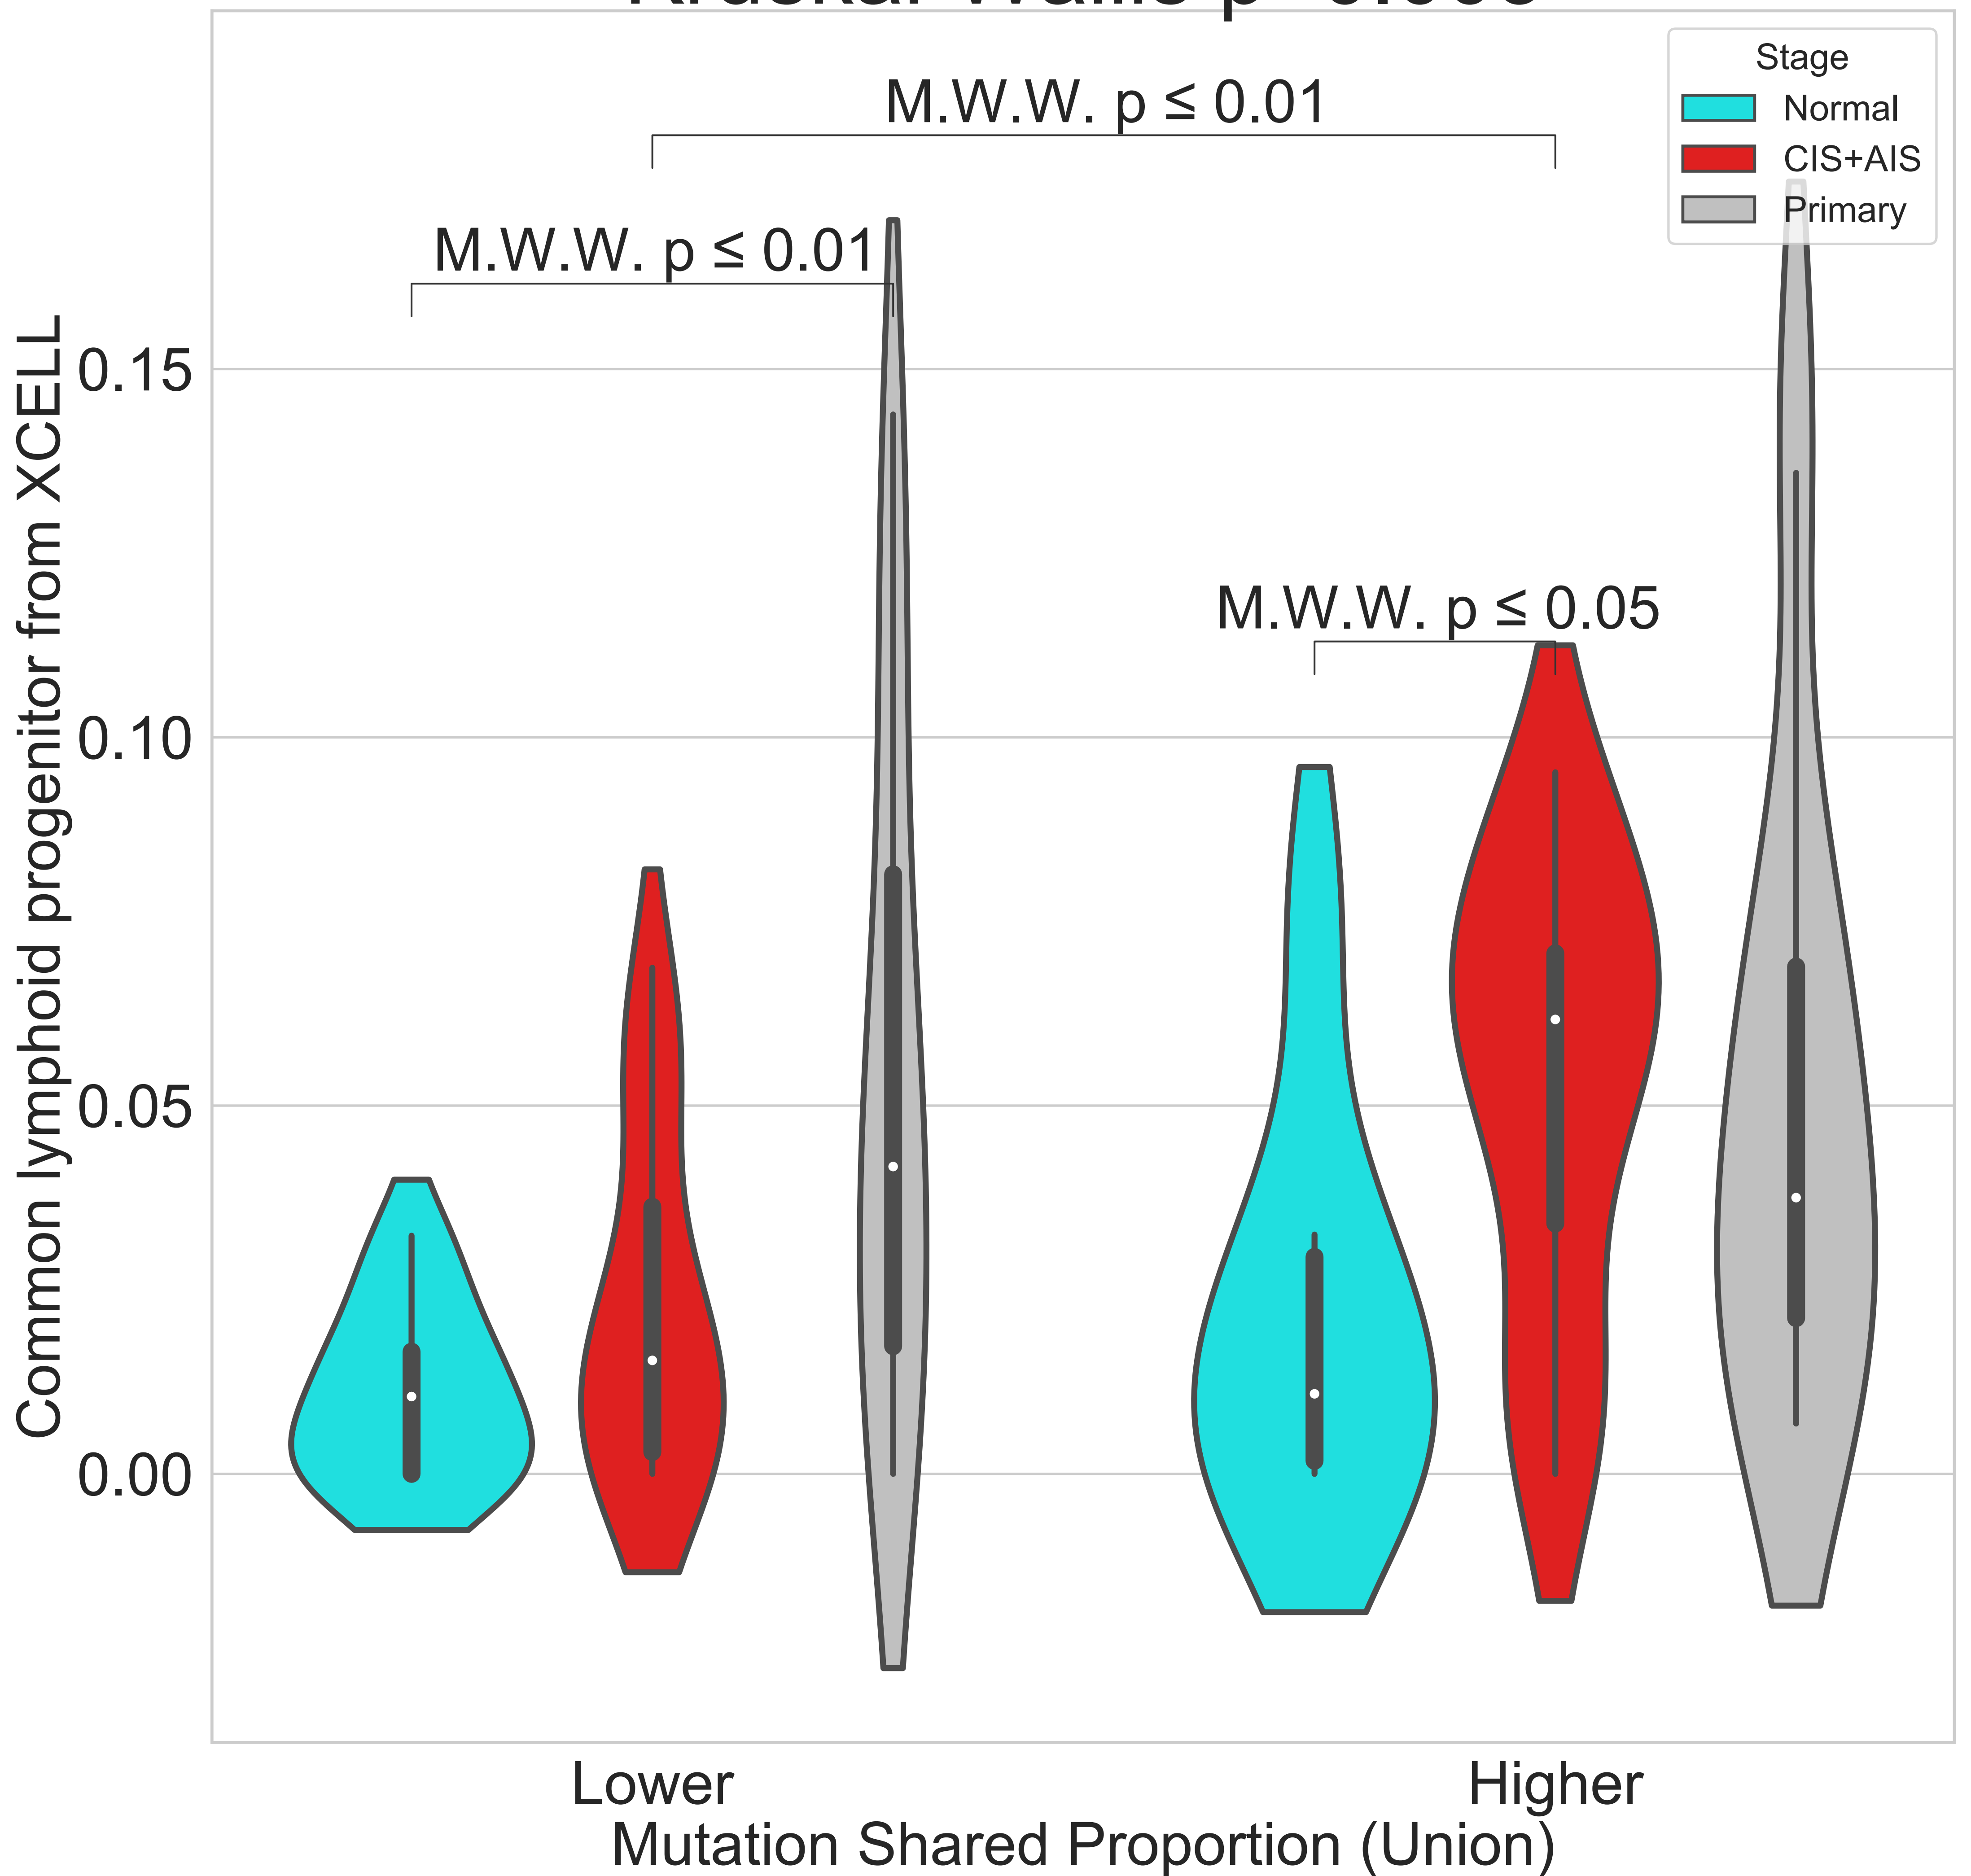 Stage
Normal
CIS+AIS
Primary
M.W.W. p ≤ 0.01
M.W.W. p ≤ 0.01
M.W.W. p ≤ 0.05
Common lymphoid progenitor from XCELL
0.15
0.10
0.05
0.00
Lower
Higher
Mutation Shared Proportion (Union)